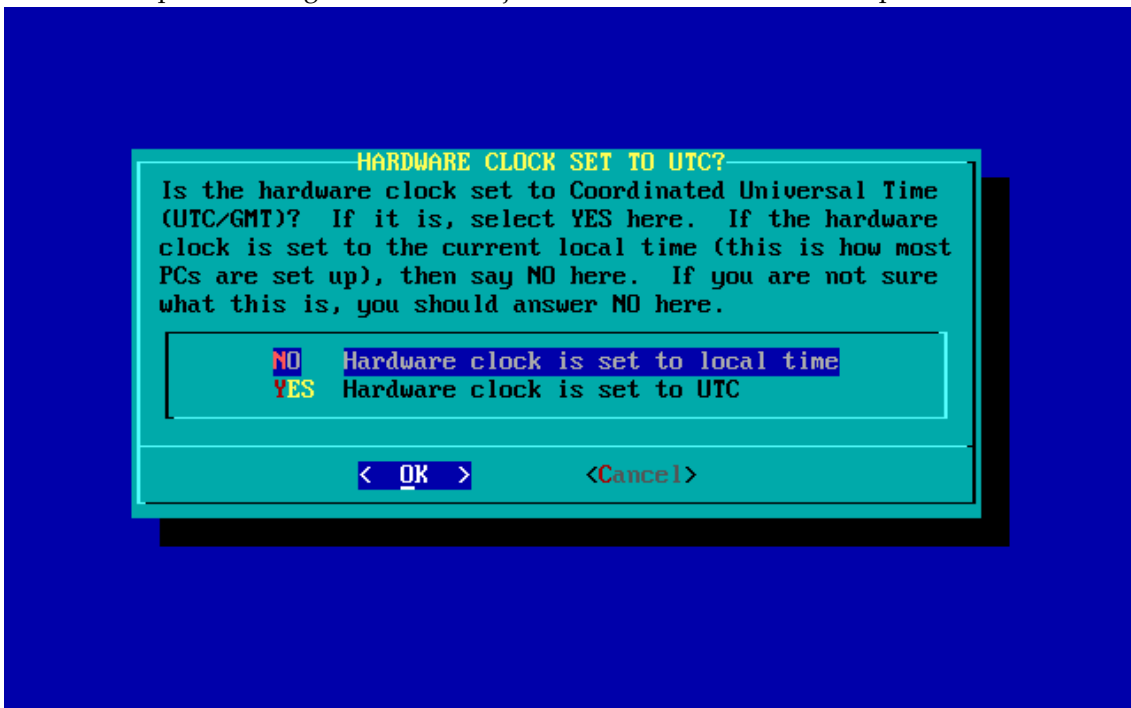 HARDWARE CLOCK SET TO UTC?
Is the hardware clock set to Coordinated Universal Time
(UTC/GMT)?  If it is, select YES here.  If the hardware
clock is set to the current local time (this is how most
PCs are set up), then say NO here.  If you are not sure
what this is, you should answer NO here.
NO Hardware clock is set to local time
YES Hardware clock is set to UTC
< OK > <Cancel>